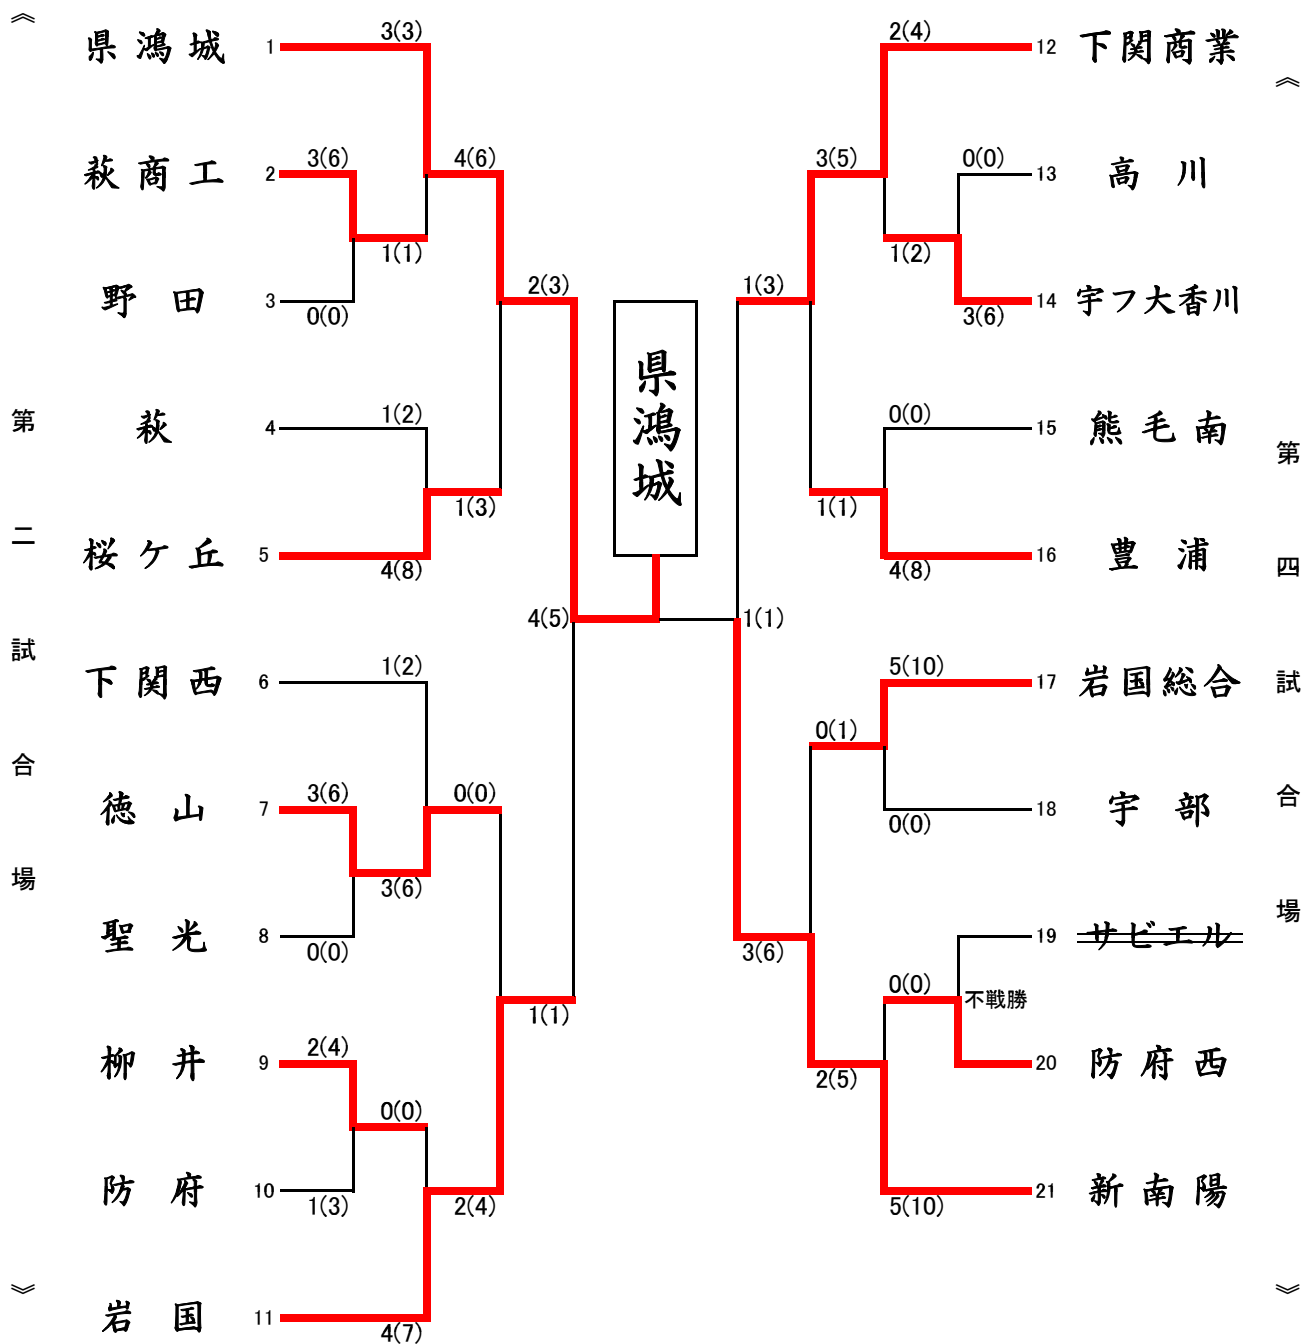 《第二試合場》
県鴻城 1 3(3)
萩商工 2 3(6) 4(6)
1(1)
野田 3 0(0) 2(3)
萩 4 1(2)
1(3)
桜ケ丘 5 4(8)
4(5)
下関西 6 1(2)
徳山 7 3(6) 0(0)
3(6)
聖光 8 0(0)
1(1)
柳井 9 2(4)
0(0)
防府 10 1(3) 2(4)
岩国 11 4(7)
県鴻城
2(4) 12 下関商業
3(5) 0(0) 13 高川
1(2)
1(3) 3(6) 14 宇フ大香川
0(0) 15 熊毛南
1(1)
4(8) 16 豊浦
1(1)
5(10) 17 岩国総合
0(1)
0(0) 18 宇部
3(6) 19 サビエル
0(0) 不戦勝
2(5) 20 防府西
5(10) 21 新南陽
《第四試合場》